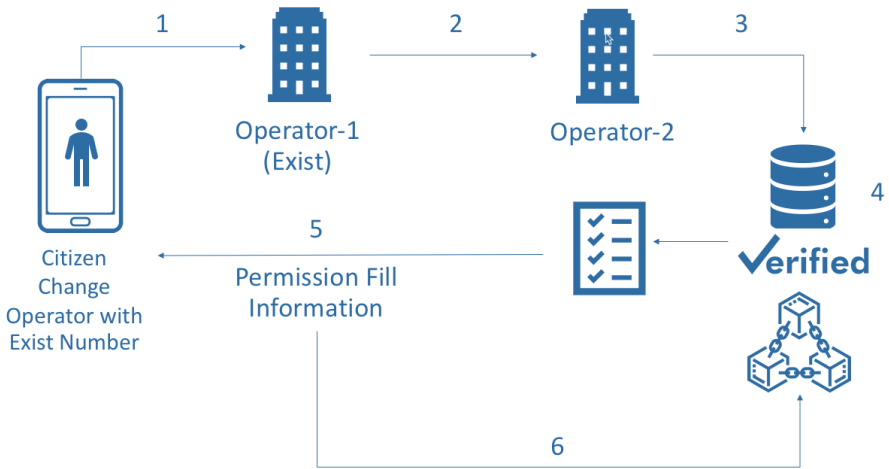 1
2
3
Operator-1
(Exist)
Operator-2
4
Verified
5
Permission Fill
Information
Citizen
Change
Operator with
Exist Number
6